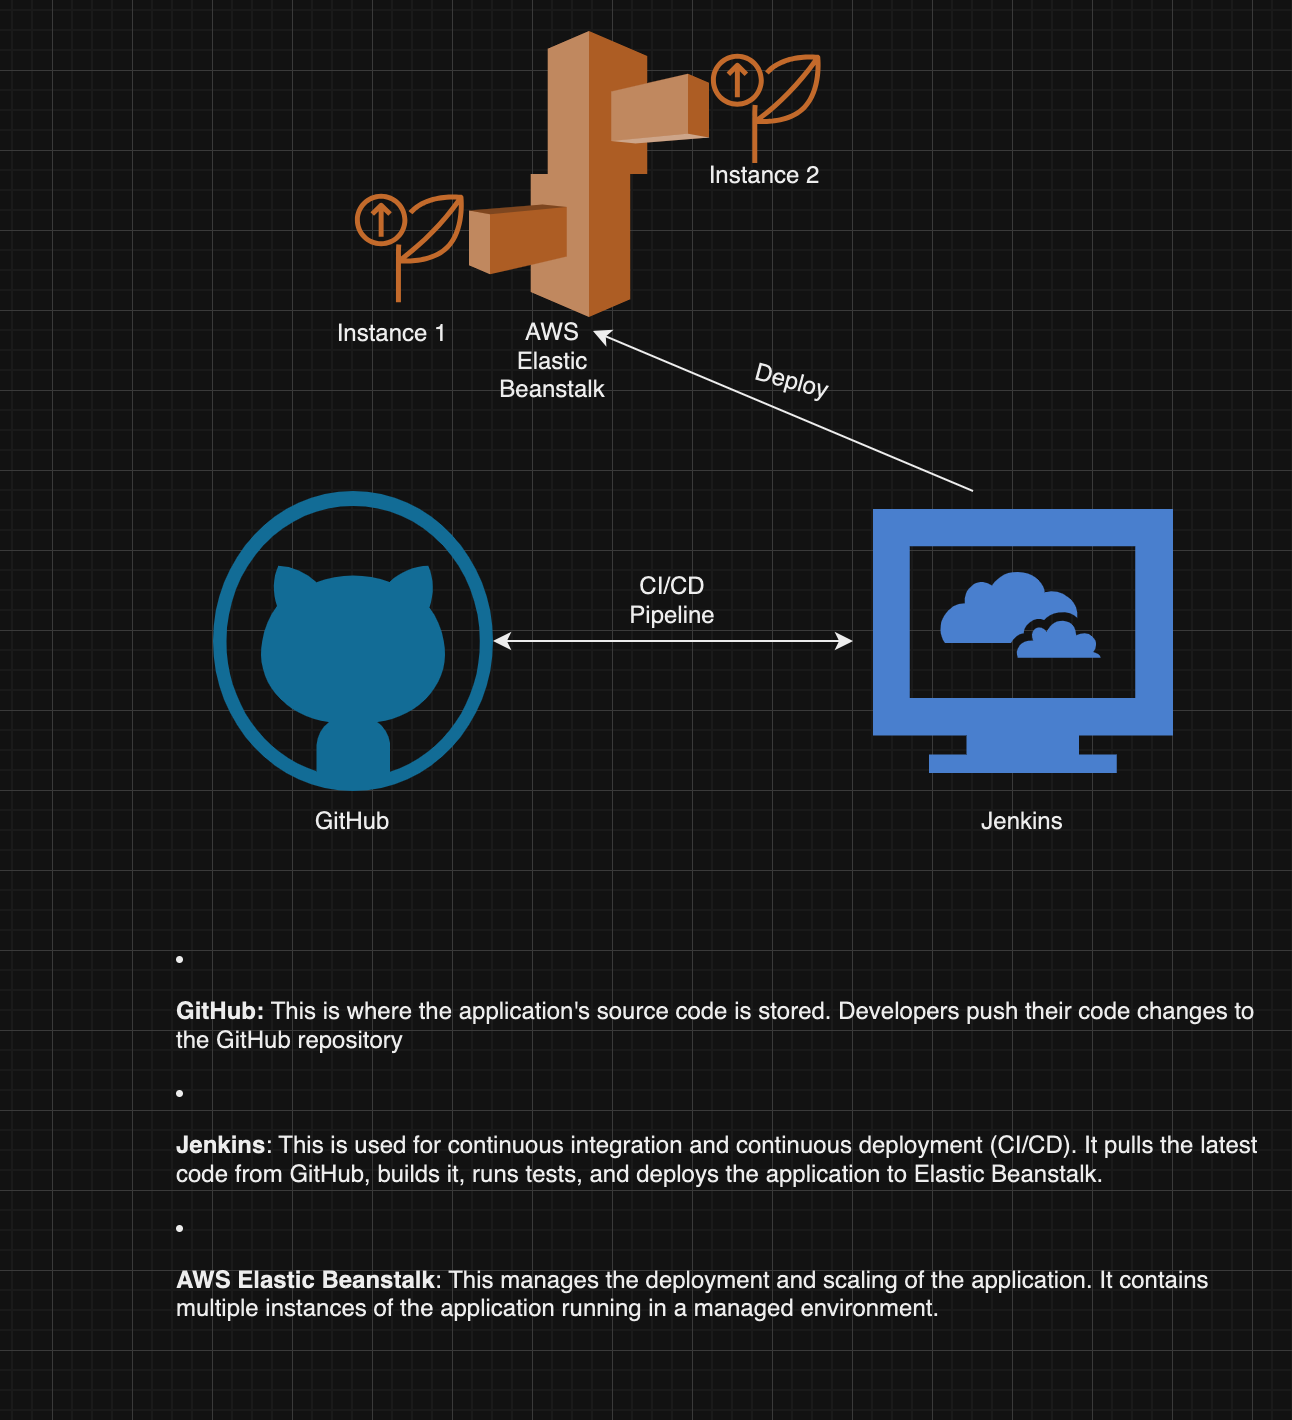 Instance 2
Instance 1
AWS
Elastic
Beanstalk
Deploy
CI/CD
Pipeline
GitHub
Jenkins
•
GitHub: This is where the application's source code is stored. Developers push their code changes to
the GitHub repository
•
Jenkins: This is used for continuous integration and continuous deployment (CI/CD). It pulls the latest
code from GitHub, builds it, runs tests, and deploys the application to Elastic Beanstalk.
•
AWS Elastic Beanstalk: This manages the deployment and scaling of the application. It contains
multiple instances of the application running in a managed environment.